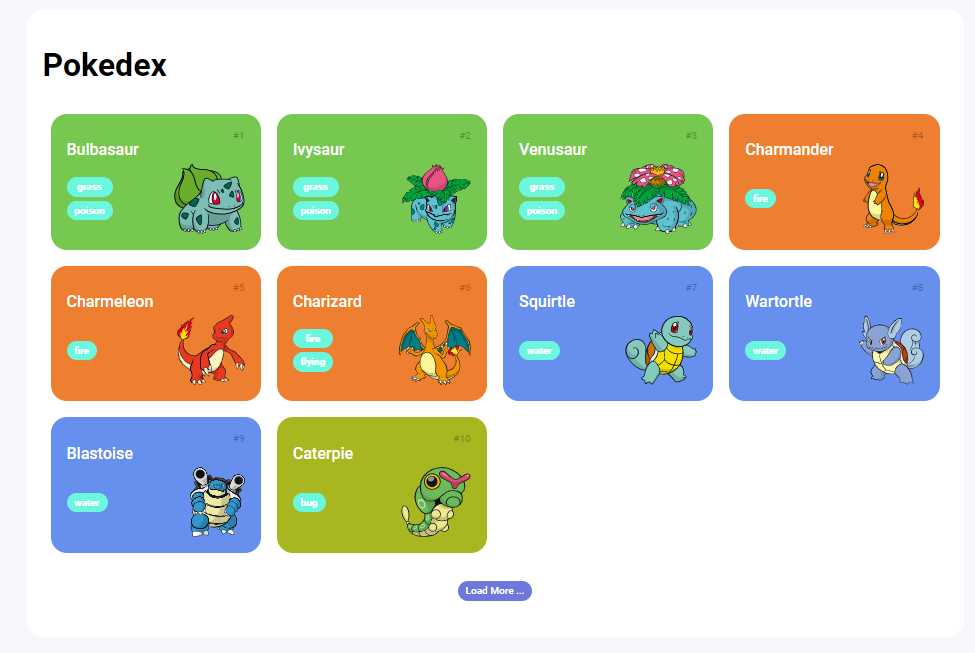 Pokedex
#1
Bulbasaur
grass
poison
#2
Ivysaur
grass
poison
#3
Venusaur
grass
poison
#4
Charmander
fire
#5
Charmeleon
fire
#6
Charizard
fire
flying
#7
Squirtle
water
#8
Wartortle
water
#9
Blastoise
water
#10
Caterpie
bug
Load More ...